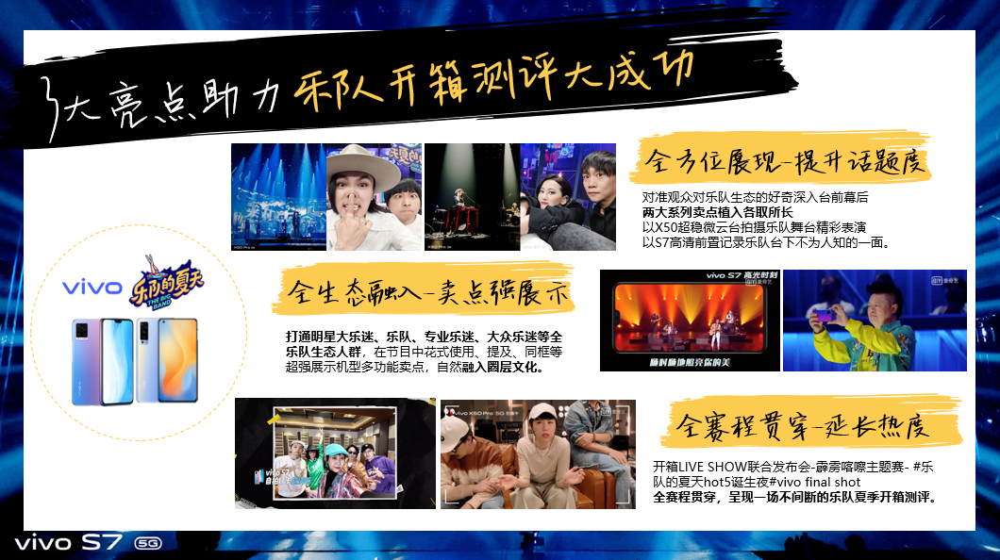 3大亮点助力乐队开箱测评大成功
全方位展现-提升话题度
对准观众对乐队生态的好奇深入台前幕后
两大系列卖点植入各取所长
以X50超稳微云台拍摄乐队舞台精彩表演
以S7高清前置记录乐队台下不为人知的一面。
vivo
乐队的夏天
THE BIG BAND
全生态融入-卖点强展示
打通明星大乐迷、乐队、专业乐迷、大众乐迷等全
乐队生态人群，在节目中花式使用、提及、同框等
超强展示机型多功能卖点，自然融入圈层文化。
vivo S7 高光时刻
爱奇艺
随时随地照亮你的美
爱奇艺
vivo S7
vivo X50 Pro 5G
全赛程贯穿-延长热度
开箱LIVE SHOW联合发布会-霹雳喀嚓主题赛- #乐
队的夏天hot5诞生夜#vivo final shot
全赛程贯穿，呈现一场不间断的乐队夏季开箱测评。
vivo S7 5G